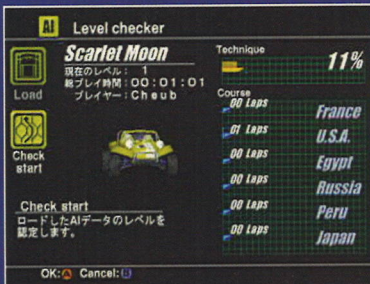 AI Level checker
Scarlet Moon
現在のレベル: 1
総プレイ時間:00:01:01
プレイヤー:Cheub
Load
Check
start
Check start
ロードしたAIデータのレベルを
認定します。
Technique
11%
Course
00 Laps
France
01 Laps
U.S.A.
00 Laps
Egypt
00 Laps
Russia
00 Laps
Peru
00 Laps
Japan
OK:A Cancel:B